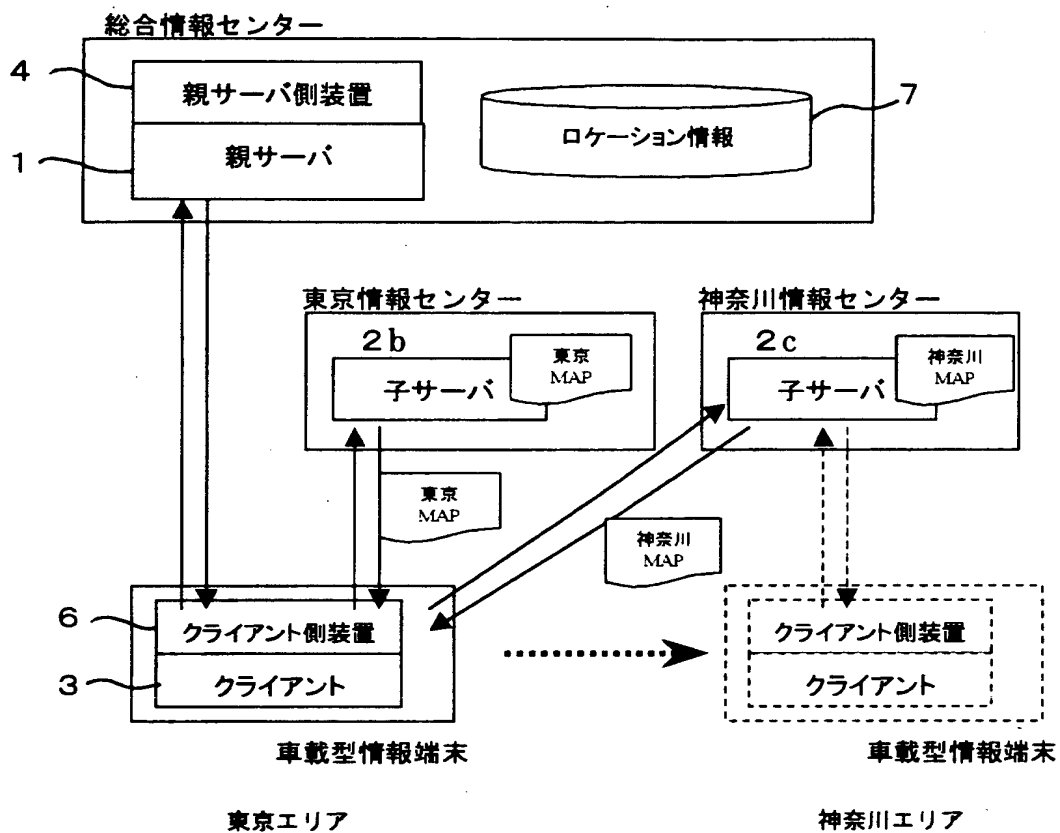 総合情報センター
4
親サーバ側装置
7
ロケーション情報
1
親サーバ
東京情報センター
神奈川情報センター
2b
東京
MAP
子サーバ
2c
神奈川
MAP
子サーバ
東京
MAP
神奈川
MAP
6
クライアント側装置
3
クライアント
クライアント側装置
クライアント
車載型情報端末
車載型情報端末
東京エリア
神奈川エリア